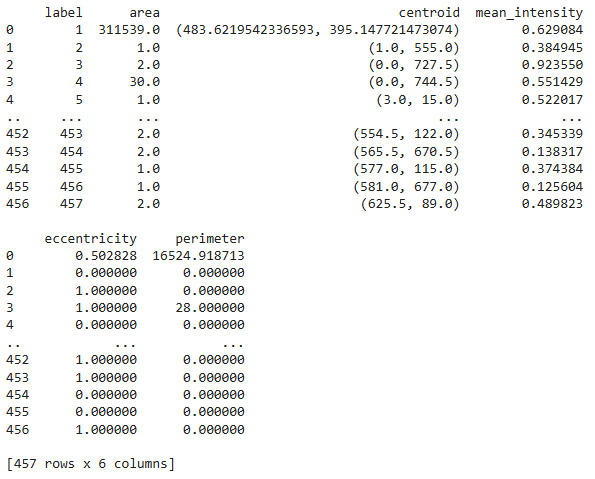 label area centroid mean_intensity
0 1 311539.0 (483.6219542336593, 395.147721473074) 0.629084
1 2 1.0 (1.0, 555.0) 0.384945
2 3 2.0 (0.0, 727.5) 0.923550
3 4 30.0 (0.0, 744.5) 0.551429
4 5 1.0 (3.0, 15.0) 0.522017
.. ... ... ... ...
452 453 2.0 (554.5, 122.0) 0.345339
453 454 2.0 (565.5, 670.5) 0.138317
454 455 1.0 (577.0, 115.0) 0.374384
455 456 1.0 (581.0, 677.0) 0.125604
456 457 2.0 (625.5, 89.0) 0.489823
eccentricity perimeter
0 0.502828 16524.918713
1 0.000000 0.000000
2 1.000000 0.000000
3 1.000000 28.000000
4 0.000000 0.000000
.. ... ...
452 1.000000 0.000000
453 1.000000 0.000000
454 0.000000 0.000000
455 0.000000 0.000000
456 1.000000 0.000000
[457 rows x 6 columns]